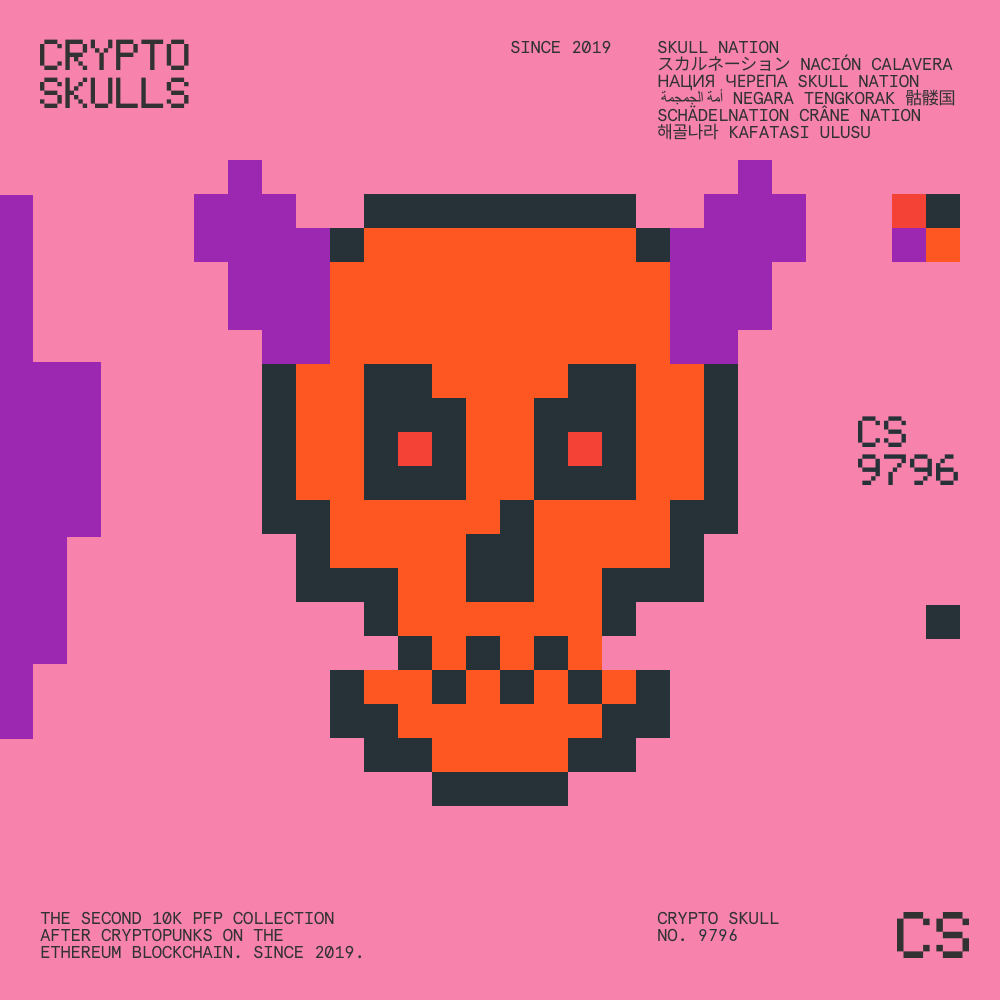 CRYPTO
SKULLS
SINCE 2019
SKULL NATION
スカルネーション NACIÓN CALAVERA
НАЦИЯ ЧЕРЕПА SKULL NATION
أمة الجمجمة NEGARA TENGKORAK 骷髅国
SCHÄDELNATION CRÂNE NATION
해골나라 KAFATASI ULUSU
CS
9796
THE SECOND 10K PFP COLLECTION
AFTER CRYPTOPUNKS ON THE
ETHEREUM BLOCKCHAIN. SINCE 2019.
CRYPTO SKULL
NO. 9796
CS